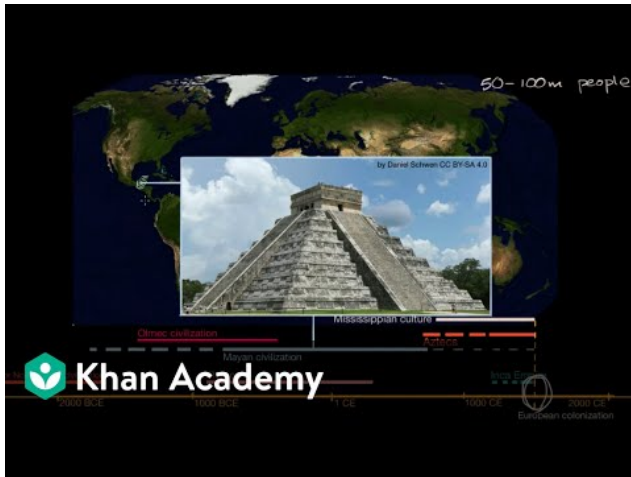 50-100m people
by Daniel Schwen CC BY-SA 4.0
Mississippian culture
Olmec civilization
Aztecs
Mayan civilization
Khan Academy
Inca Emp
2000 BCE
1000 BCE
1 CE
1000 CE
2000 CE
European colonization